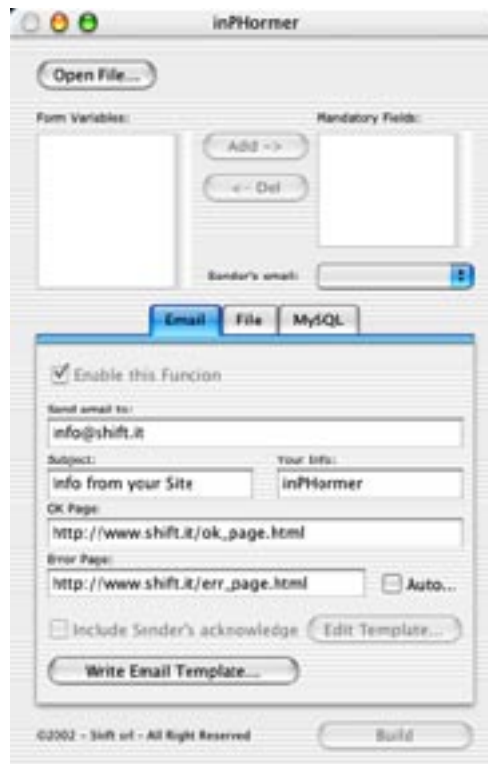 inPHormer
Open File...
Form Variables:
Mandatory Fields:
Add ->
<- Del
Sender's email:
Email File MySQL
Enable this Funcion
Send email to:
info@shift.it
Subject: Your Info:
Info from your Site inPHormer
OK Page:
http://www.shift.it/ok_page.html
Error Page:
http://www.shift.it/err_page.html Auto...
Include Sender's acknowledge Edit Template...
Write Email Template...
©2002 - Shift srl - All Right Reserved Build